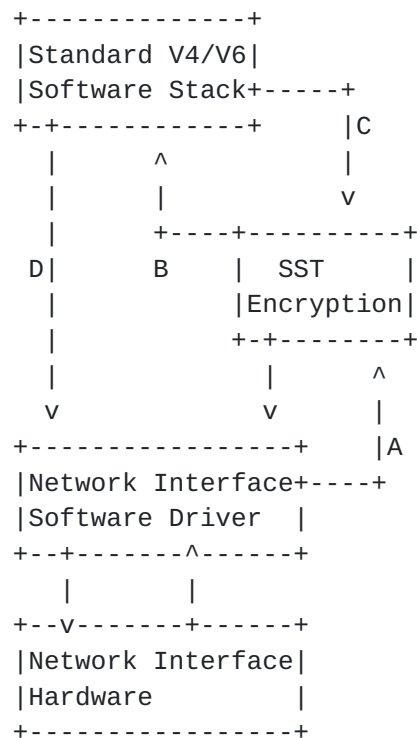 +--------------+
|Standard V4/V6|
|Software Stack+-----+
+-+------------+     |C
  |      ^           |
  |      |           v
  |      +----+----------+
 D|      B    |  SST     |
  |           |Encryption|
  |           +-+--------+
  |             |      ^
  v             v      |
+-----------------+    |A
|Network Interface+----+
|Software Driver  |
+--+-------^------+
   |       |
+--v-------+------+
|Network Interface|
|Hardware         |
+-----------------+